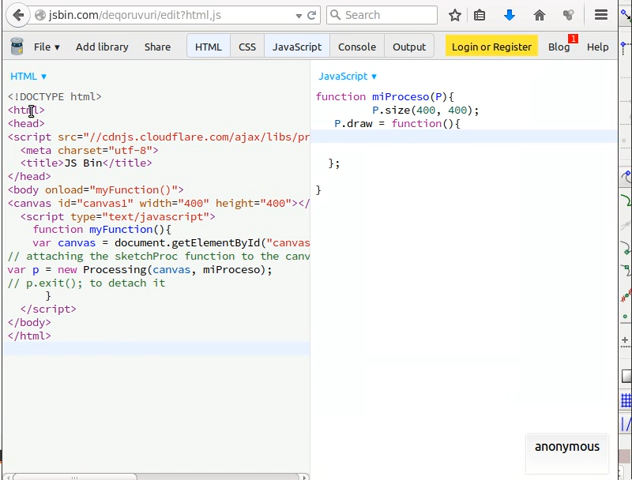 jsbin.com/deqoruvuri/edit?html,js
Search
File Add library Share HTML CSS JavaScript Console Output Login or Register Blog 1 Help
HTML
<!DOCTYPE html>
<html>
<head>
<script src="//cdnjs.cloudflare.com/ajax/libs/pr
<meta charset="utf-8">
<title>JS Bin</title>
</head>
<body onload="myFunction()">
<canvas id="canvas1" width="400" height="400"></
<script type="text/javascript">
function myFunction(){
var canvas = document.getElementById("canvas
// attaching the sketchProc function to the canv
var p = new Processing(canvas, miProceso);
// p.exit(); to detach it
}
</script>
</body>
</html>
JavaScript
function miProceso(P){
P.size(400, 400);
P.draw = function(){
};
}
anonymous